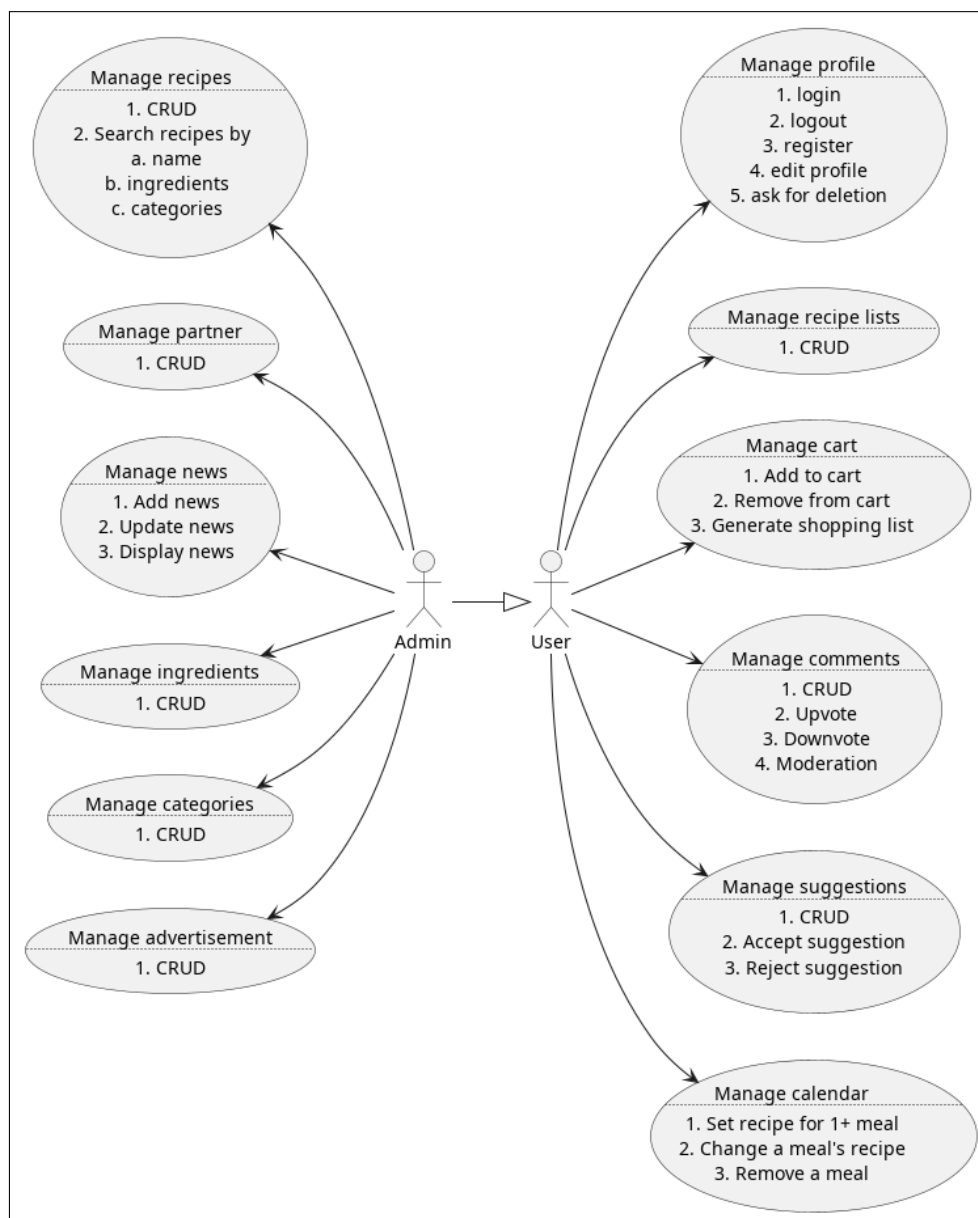 Manage recipes
1. CRUD
2. Search recipes by
a. name
b. ingredients
c. categories
Manage partner
1. CRUD
Manage news
1. Add news
2. Update news
3. Display news
Manage ingredients
1. CRUD
Manage categories
1. CRUD
Manage advertisement
1. CRUD
Admin
User
Manage profile
1. login
2. logout
3. register
4. edit profile
5. ask for deletion
Manage recipe lists
1. CRUD
Manage cart
1. Add to cart
2. Remove from cart
3. Generate shopping list
Manage comments
1. CRUD
2. Upvote
3. Downvote
4. Moderation
Manage suggestions
1. CRUD
2. Accept suggestion
3. Reject suggestion
Manage calendar
1. Set recipe for 1+ meal
2. Change a meal's recipe
3. Remove a meal